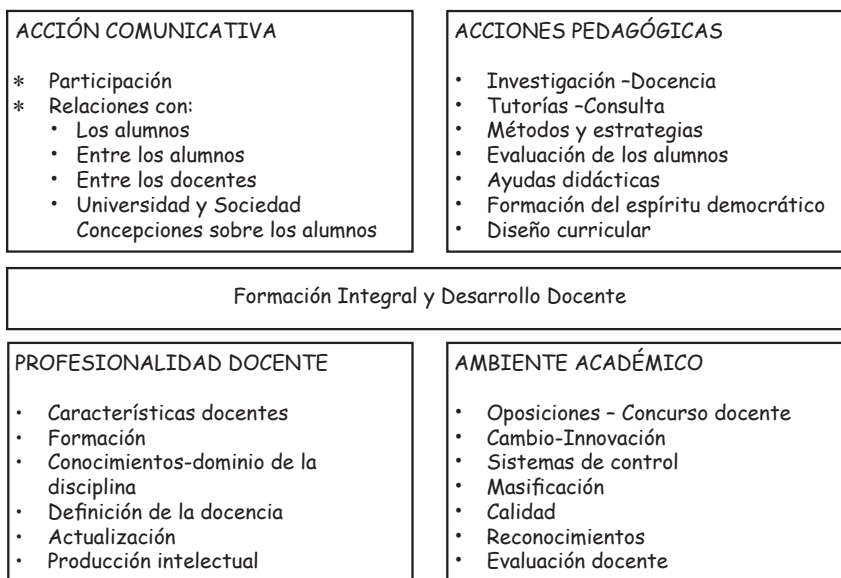 ACCIÓN COMUNICATIVA
* Participación
* Relaciones con:
• Los alumnos
• Entre los alumnos
• Entre los docentes
• Universidad y Sociedad
Concepciones sobre los alumnos
ACCIONES PEDAGÓGICAS
• Investigación –Docencia
• Tutorías –Consulta
• Métodos y estrategias
• Evaluación de los alumnos
• Ayudas didácticas
• Formación del espíritu democrático
• Diseño curricular
Formación Integral y Desarrollo Docente
PROFESIONALIDAD DOCENTE
• Características docentes
• Formación
• Conocimientos-dominio de la
disciplina
• Definición de la docencia
• Actualización
• Producción intelectual
AMBIENTE ACADÉMICO
• Oposiciones – Concurso docente
• Cambio-Innovación
• Sistemas de control
• Masificación
• Calidad
• Reconocimientos
• Evaluación docente